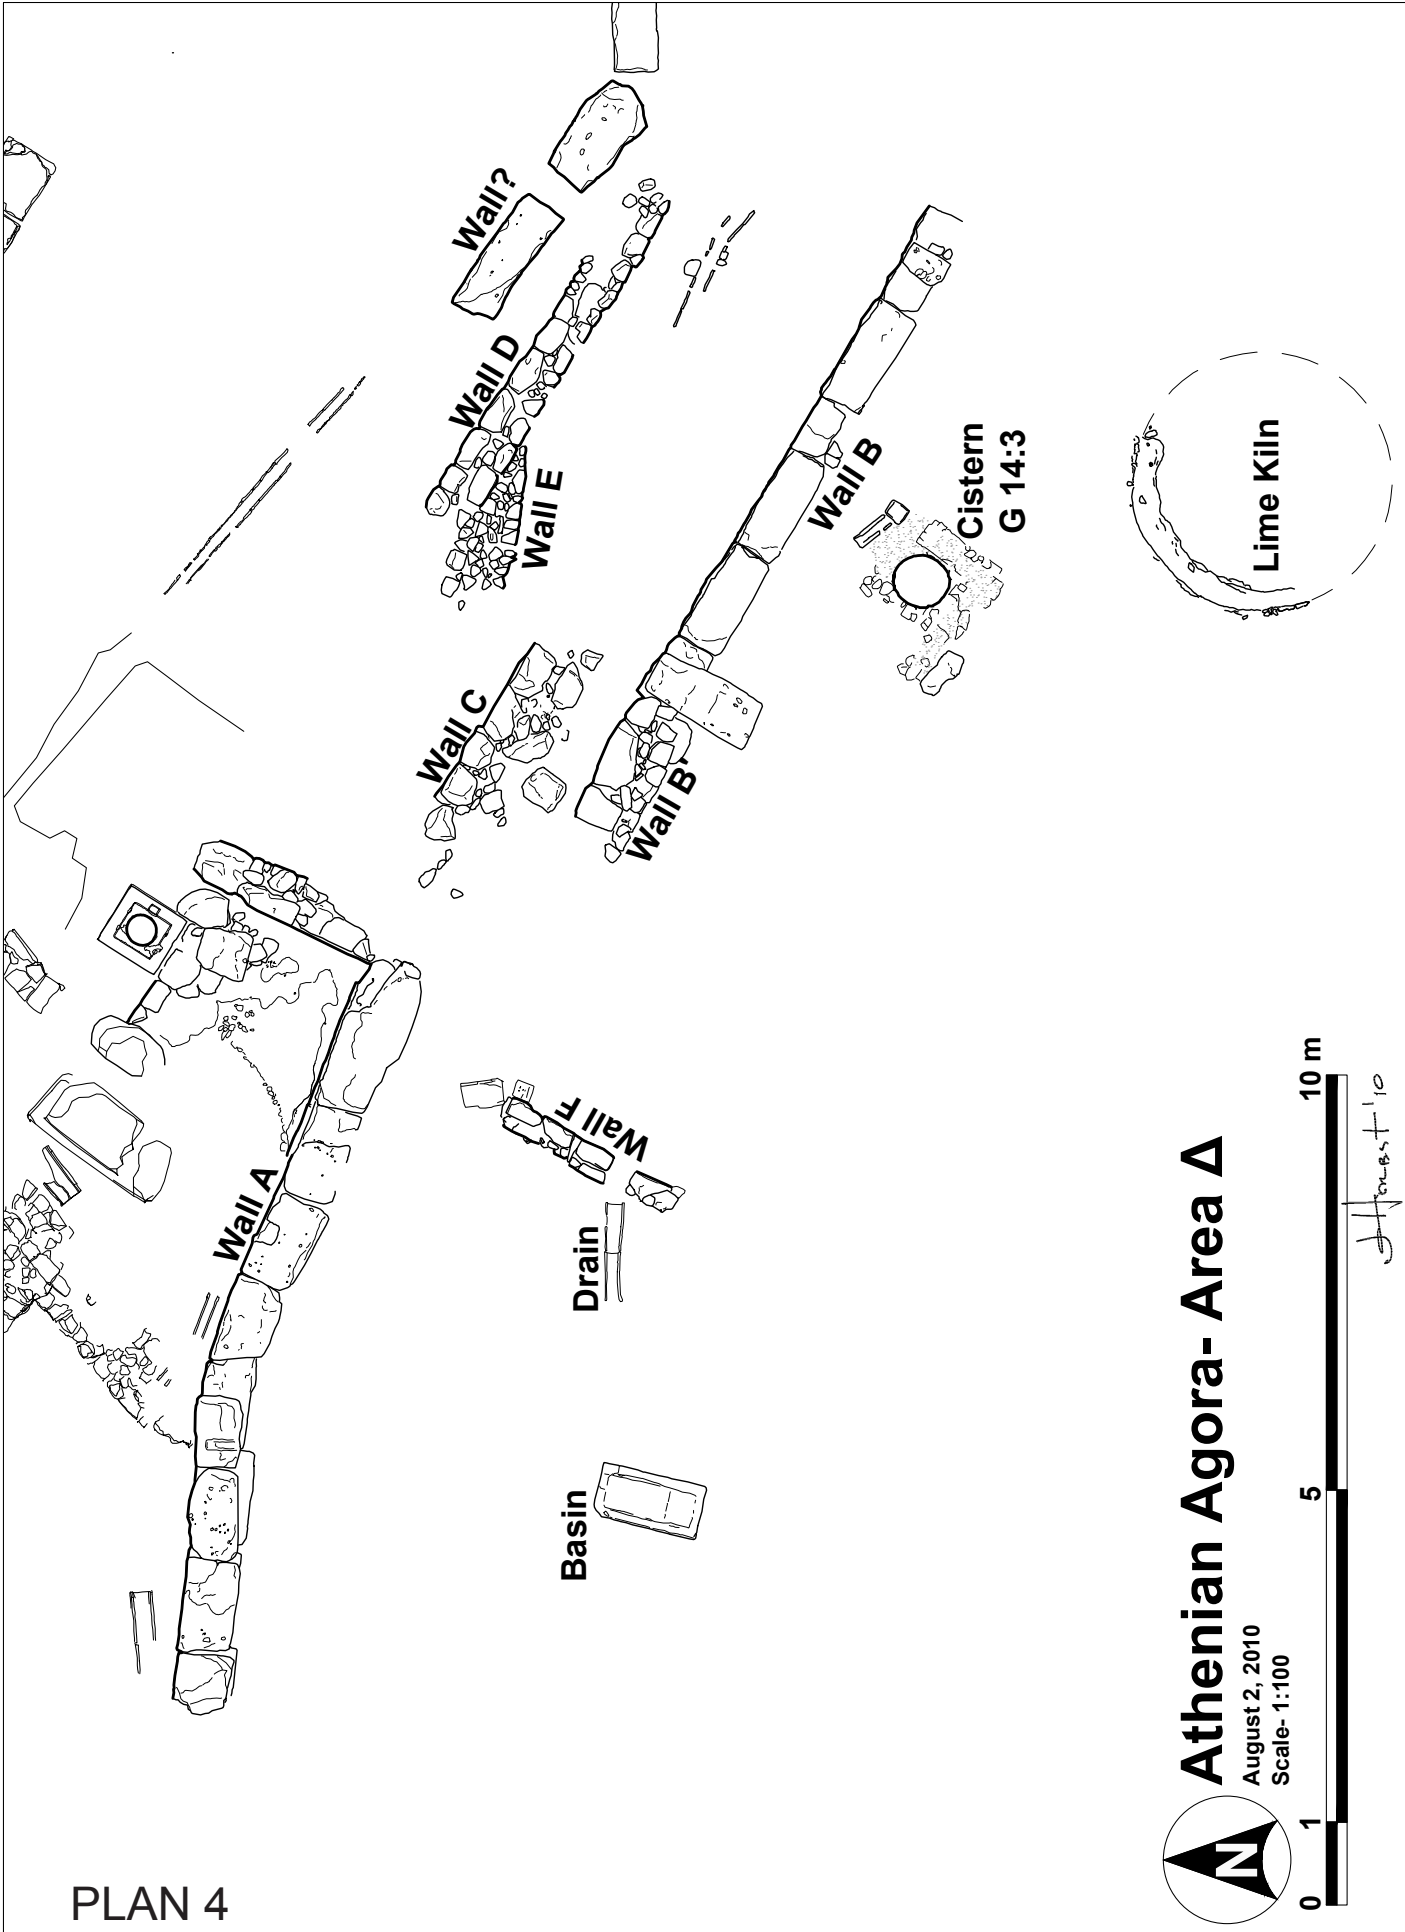 Wall?
Wall D
Wall E
Wall B
Cistern
G 14:3
Lime Kiln
Wall C
Wall B'
Wall A
Wall F
Drain
Basin
Athenian Agora- Area Δ
August 2, 2010
Scale- 1:100
N
0 1 5 10 m
PLAN 4